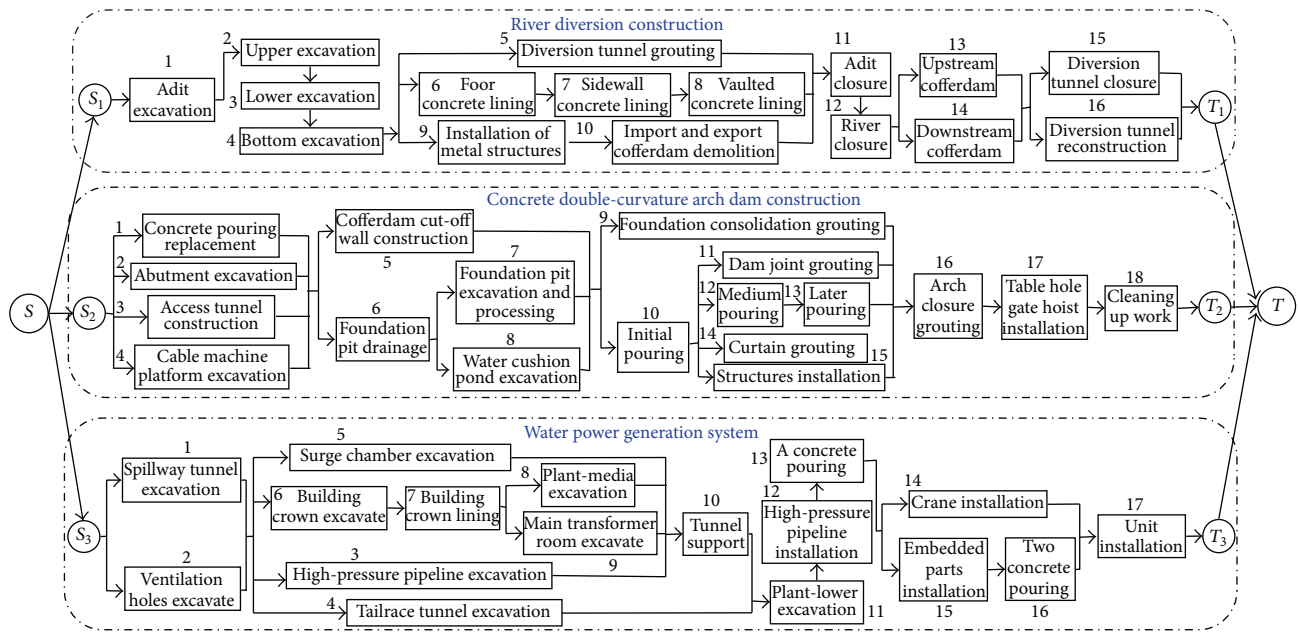 River diversion construction
S1
1
Adit
excavation
2
Upper excavation
3
Lower excavation
4
Bottom excavation
5
Diversion tunnel grouting
6
Foor
concrete lining
7
Sidewall
concrete lining
8
Vaulted
concrete lining
9
Installation of
metal structures
10
Import and export
cofferdam demolition
11
Adit
closure
12
River
closure
13
Upstream
cofferdam
14
Downstream
cofferdam
15
Diversion
tunnel closure
16
Diversion tunnel
reconstruction
T1
Concrete double-curvature arch dam construction
S
S2
1
Concrete pouring
replacement
2
Abutment excavation
3
Access tunnel
construction
4
Cable machine
platform excavation
Cofferdam cut-off
wall construction
5
6
Foundation
pit drainage
7
Foundation pit
excavation and
processing
8
Water cushion
pond excavation
9
Foundation consolidation grouting
10
Initial
pouring
11
Dam joint grouting
12
Medium
pouring
13
Later
pouring
14
Curtain grouting
15
Structures installation
16
Arch
closure
grouting
17
Table hole
gate hoist
installation
18
Cleaning
up work
T2
T
Water power generation system
S3
1
Spillway tunnel
excavation
2
Ventilation
holes excavate
5
Surge chamber excavation
6
Building
crown excavate
7
Building
crown lining
8
Plant-media
excavation
Main transformer
room excavate
9
3
High-pressure pipeline excavation
4
Tailrace tunnel excavation
10
Tunnel
support
13
A concrete
pouring
12
High-pressure
pipeline
installation
Plant-lower
excavation
11
14
Crane installation
Embedded
parts
installation
15
Two
concrete
pouring
16
17
Unit
installation
T3